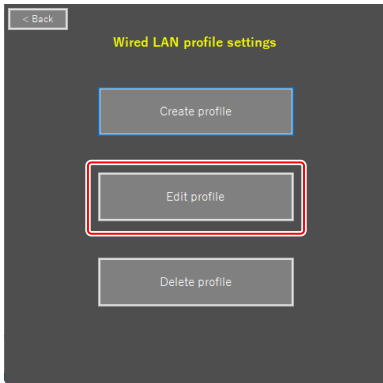 < Back
Wired LAN profile settings
Create profile
Edit profile
Delete profile